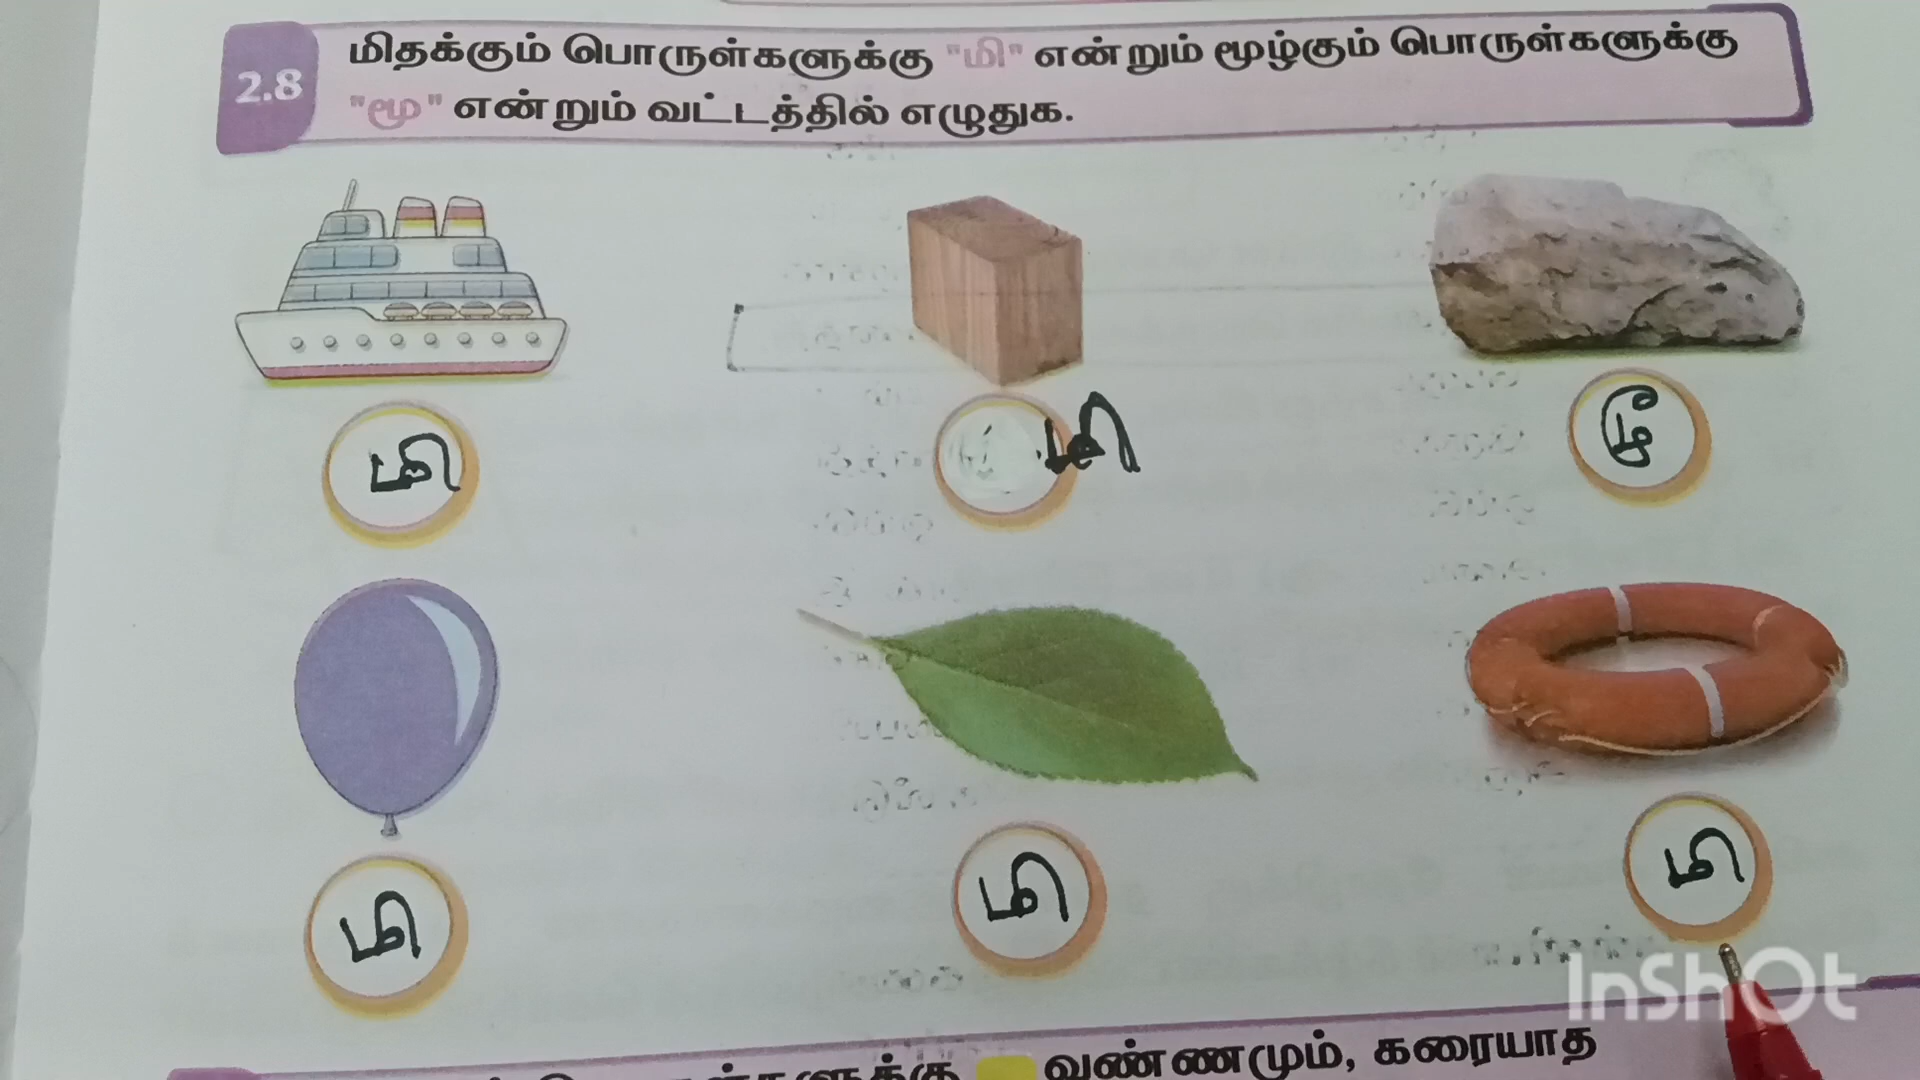 2.8
மிதக்கும் பொருள்களுக்கு "மி" என்றும் மூழ்கும் பொருள்களுக்கு
"மூ" என்றும் வட்டத்தில் எழுதுக.
மி மி மூ
மி மி மி
InShOt
வண்ணமும், கரையாத